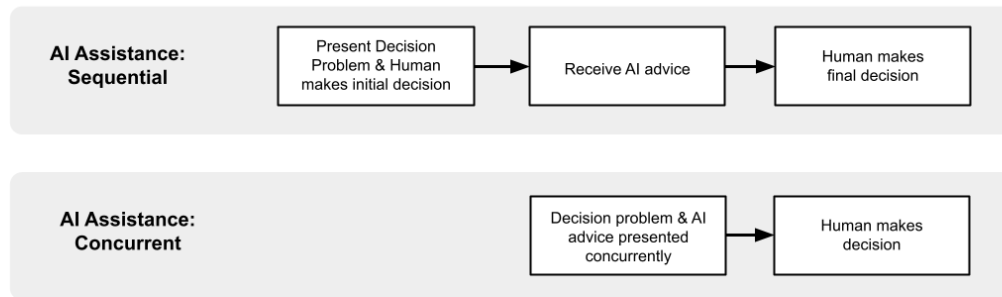 AI Assistance:
Sequential
Present Decision
Problem & Human
makes initial decision
Receive AI advice
Human makes
final decision
AI Assistance:
Concurrent
Decision problem & AI
advice presented
concurrently
Human makes
decision